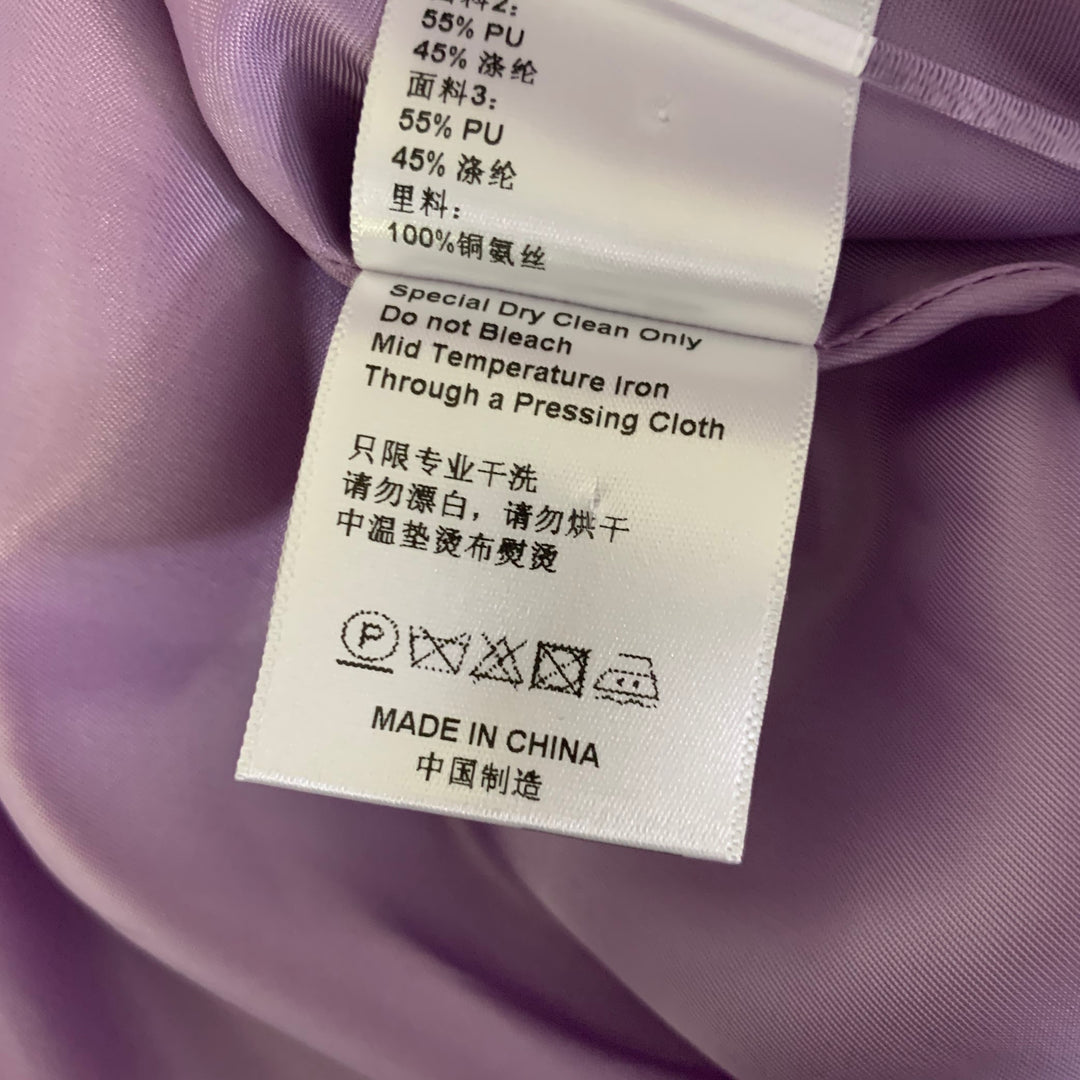 面料2:
55% PU
45% 涤纶
面料3:
55% PU
45% 涤纶
里料:
100%铜氨丝
Special Dry Clean Only
Do not Bleach
Mid Temperature Iron
Through a Pressing Cloth
只限专业干洗
请勿漂白，请勿烘干
中温垫烫布熨烫
P
MADE IN CHINA
中国制造